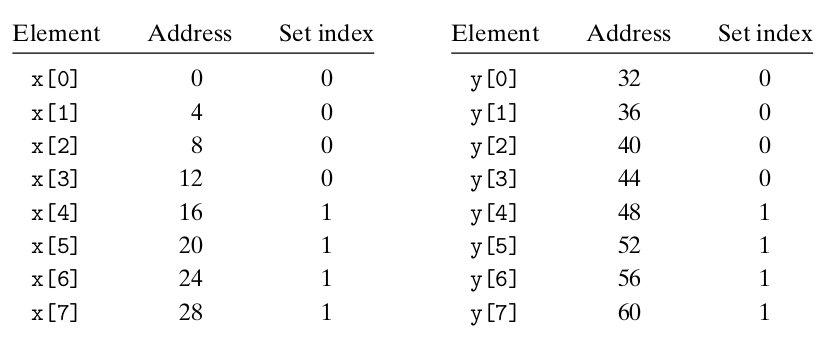 Element Address Set index Element Address Set index
x[0] 0 0 y[0] 32 0
x[1] 4 0 y[1] 36 0
x[2] 8 0 y[2] 40 0
x[3] 12 0 y[3] 44 0
x[4] 16 1 y[4] 48 1
x[5] 20 1 y[5] 52 1
x[6] 24 1 y[6] 56 1
x[7] 28 1 y[7] 60 1